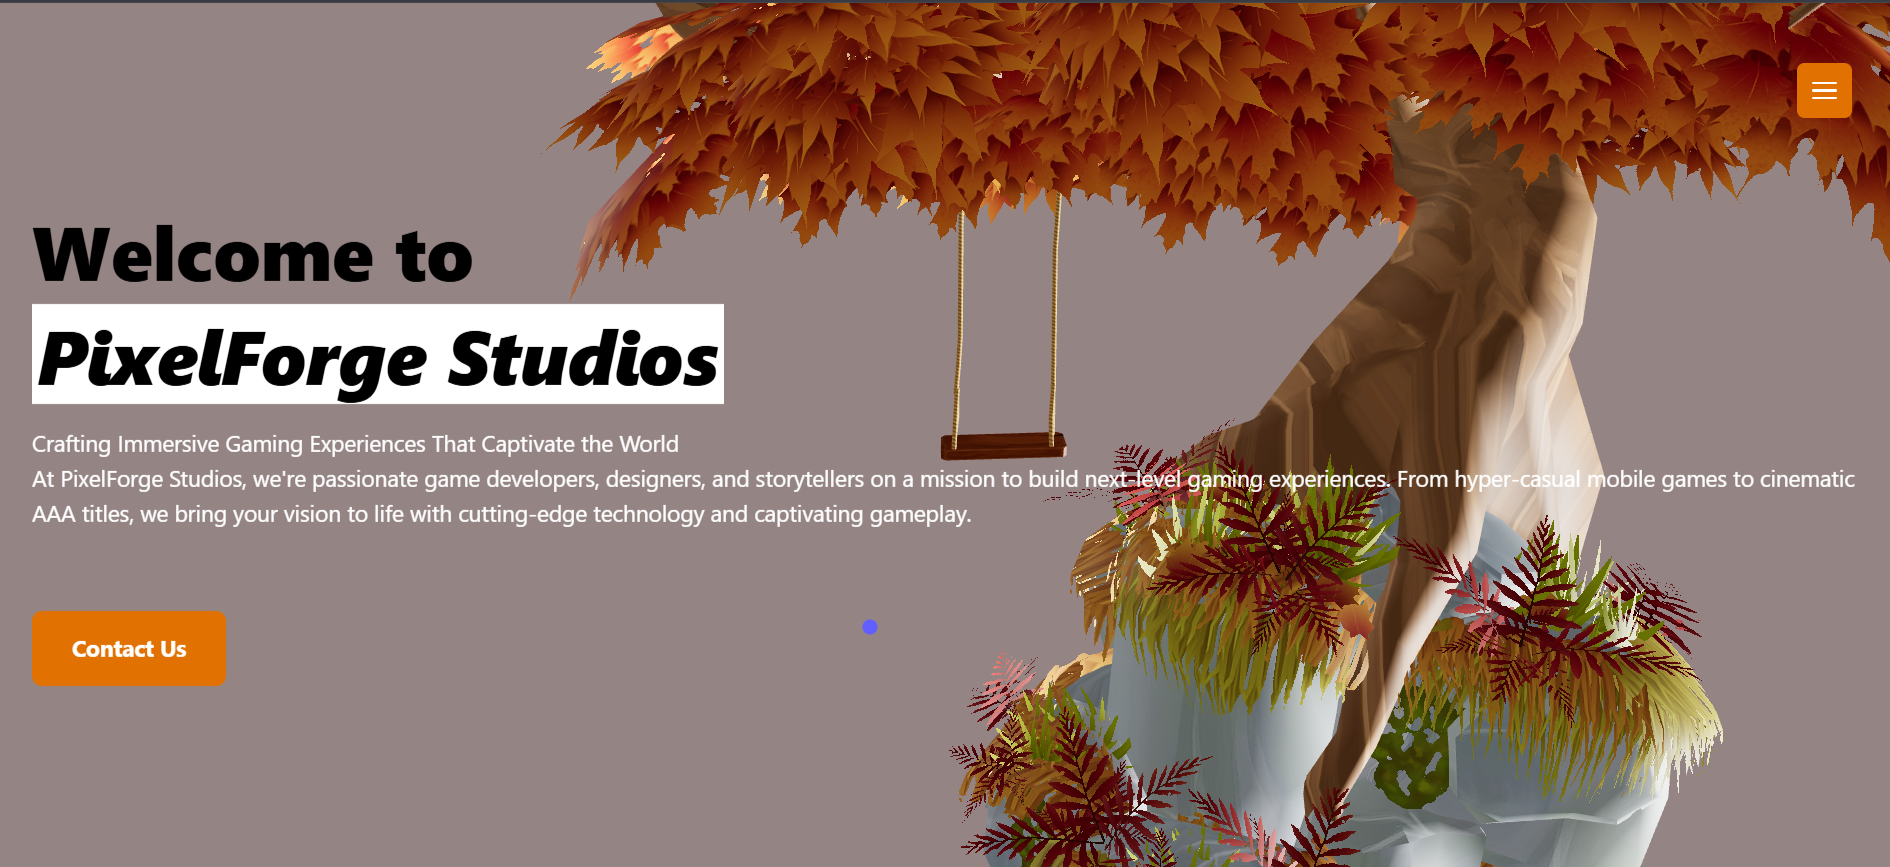 Welcome to
PixelForge Studios
Crafting Immersive Gaming Experiences That Captivate the World
At PixelForge Studios, we're passionate game developers, designers, and storytellers on a mission to build next-level gaming experiences. From hyper-casual mobile games to cinematic
AAA titles, we bring your vision to life with cutting-edge technology and captivating gameplay.
Contact Us